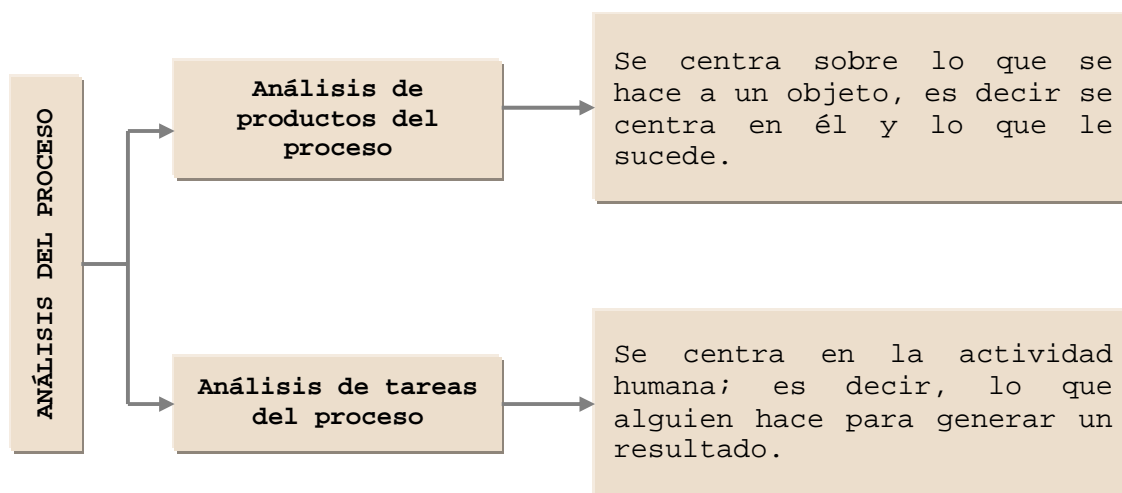 ANÁLISIS DEL PROCESO
Análisis de
productos del
proceso
Se centra sobre lo que se
hace a un objeto, es decir se
centra en él y lo que le
sucede.
Análisis de tareas
del proceso
Se centra en la actividad
humana; es decir, lo que
alguien hace para generar un
resultado.